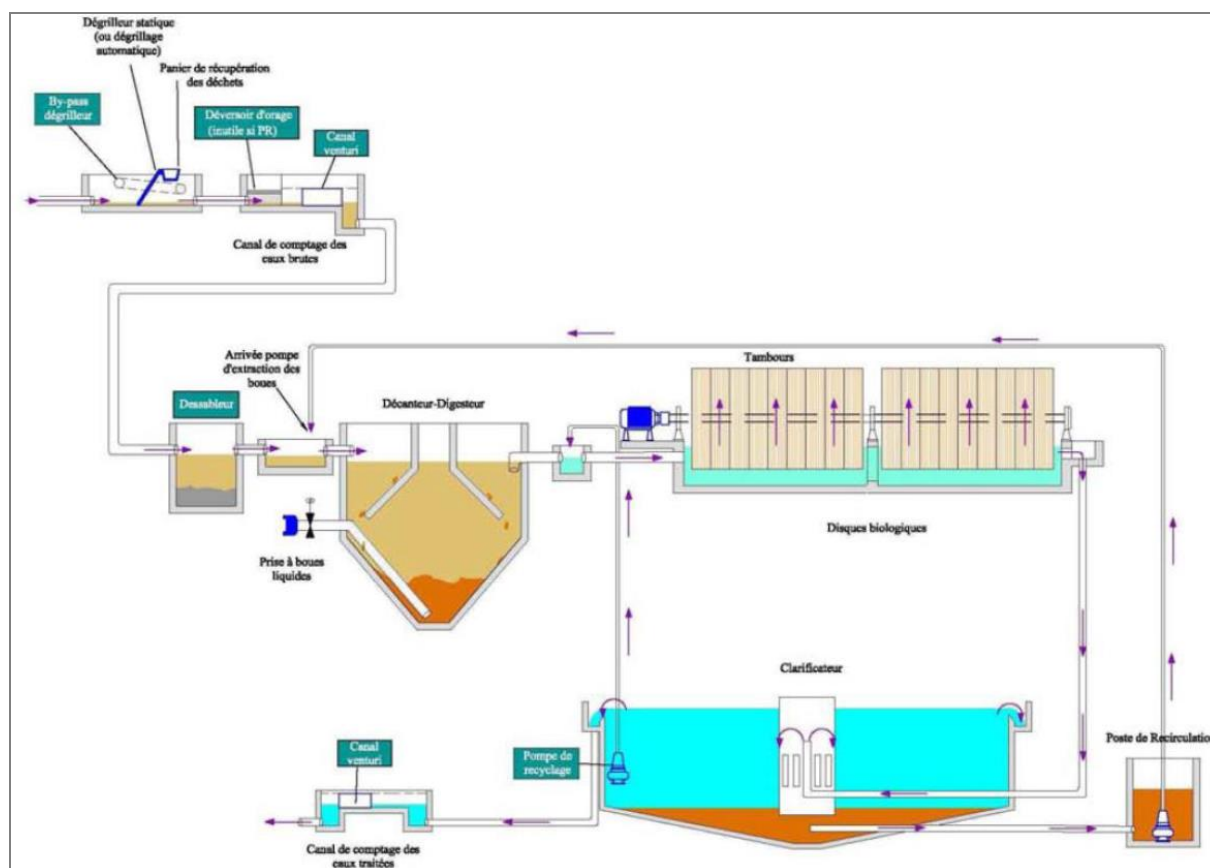 Dégrilleur statique
(ou dégrillage
automatique)
Panier de récupération
des déchets
By-pass
dégrilleur
Déversoir d'orage
(inutile si PR)
Canal
venturi
Canal de comptage des
eaux brutes
Arrivée pompe
d'extraction des
boues
Tambours
Dessableur
Décanteur-Digesteur
Prise à boues
liquides
Disques biologiques
Clarificateur
Poste de Recirculation
Pompe de
recyclage
Canal
venturi
Canal de comptage des
eaux traitées